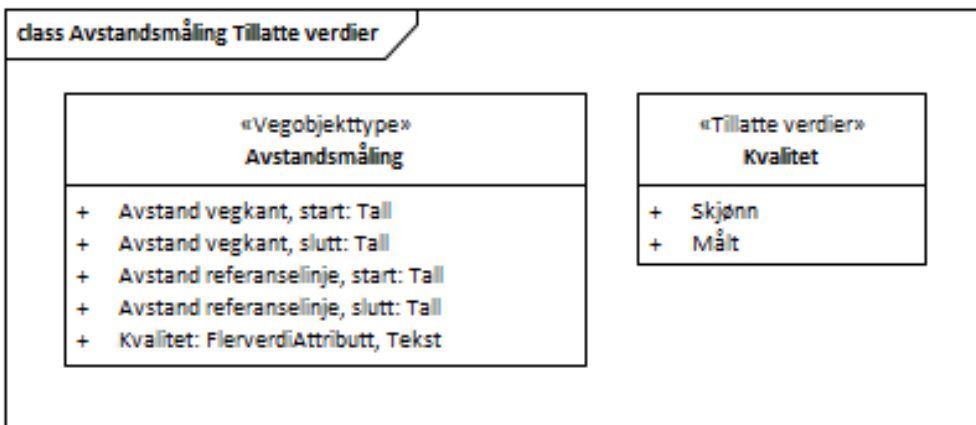 class Avstandsmåling Tillatte verdier
«Vegobjekttype»
Avstandsmåling
+ Avstand vegkant, start: Tall
+ Avstand vegkant, slutt: Tall
+ Avstand referanselinje, start: Tall
+ Avstand referanselinje, slutt: Tall
+ Kvalitet: FlerverdiAttributt, Tekst
«Tillatte verdier»
Kvalitet
+ Skjønn
+ Målt